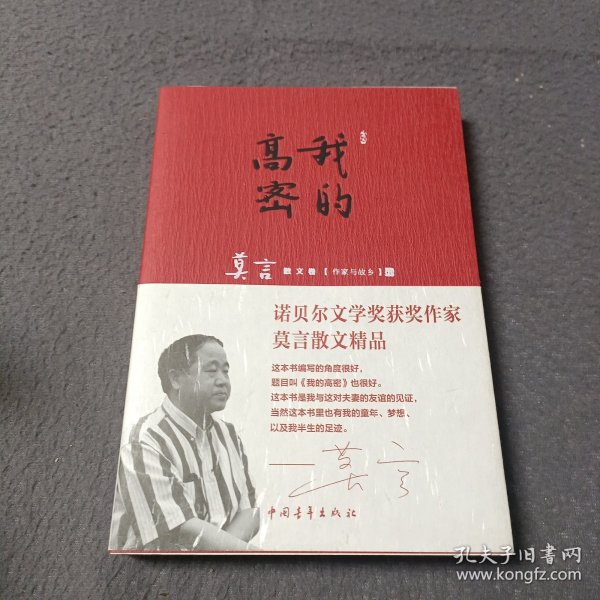 我的
高密
莫言 散文卷【作家与故乡】
诺贝尔文学奖获奖作家
莫言散文精品
这本书编写的角度很好，
题目叫《我的高密》也很好。
这本书是我与这对夫妻的友谊的见证，
当然这本书里也有我的童年、梦想、
以及我半生的足迹。
——莫言
中国青年出版社
孔夫子旧书网
www.kongfz.com